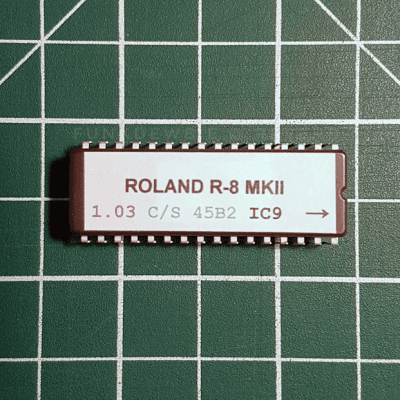 ROLAND R-8 MKII
1.03 C/S 45B2 IC9 →